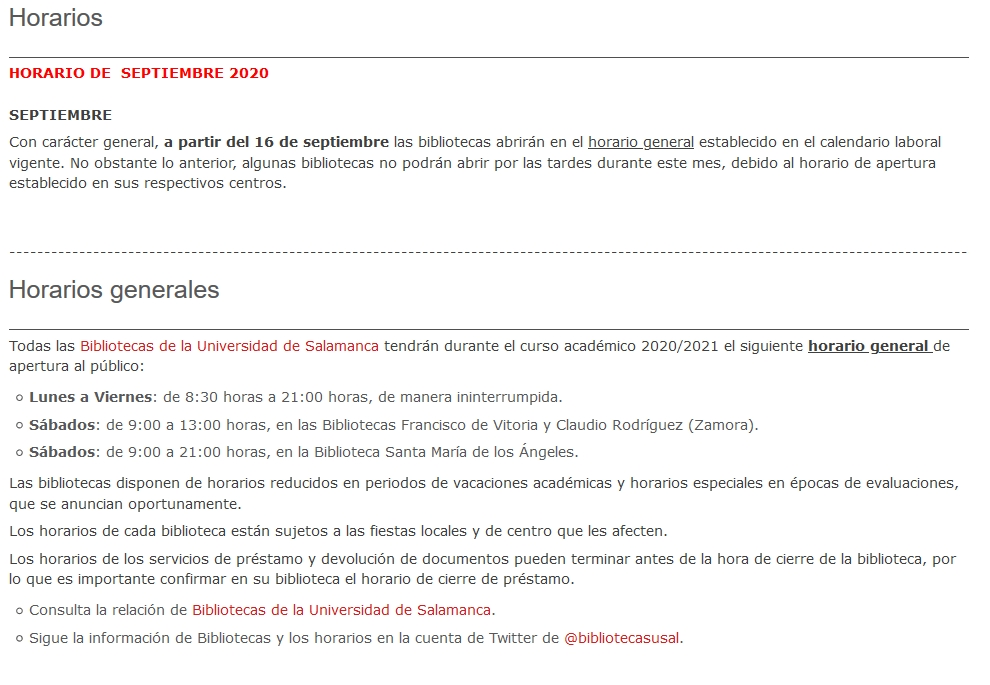 Horarios
HORARIO DE  SEPTIEMBRE 2020
SEPTIEMBRE
Con carácter general, a partir del 16 de septiembre las bibliotecas abrirán en el horario general establecido en el calendario laboral
vigente. No obstante lo anterior, algunas bibliotecas no podrán abrir por las tardes durante este mes, debido al horario de apertura
establecido en sus respectivos centros.
Horarios generales
Todas las Bibliotecas de la Universidad de Salamanca tendrán durante el curso académico 2020/2021 el siguiente horario general de
apertura al público:
Lunes a Viernes: de 8:30 horas a 21:00 horas, de manera ininterrumpida.
Sábados: de 9:00 a 13:00 horas, en las Bibliotecas Francisco de Vitoria y Claudio Rodríguez (Zamora).
Sábados: de 9:00 a 21:00 horas, en la Biblioteca Santa María de los Ángeles.
Las bibliotecas disponen de horarios reducidos en periodos de vacaciones académicas y horarios especiales en épocas de evaluaciones,
que se anuncian oportunamente.
Los horarios de cada biblioteca están sujetos a las fiestas locales y de centro que les afecten.
Los horarios de los servicios de préstamo y devolución de documentos pueden terminar antes de la hora de cierre de la biblioteca, por
lo que es importante confirmar en su biblioteca el horario de cierre de préstamo.
Consulta la relación de Bibliotecas de la Universidad de Salamanca.
Sigue la información de Bibliotecas y los horarios en la cuenta de Twitter de @bibliotecasusal.